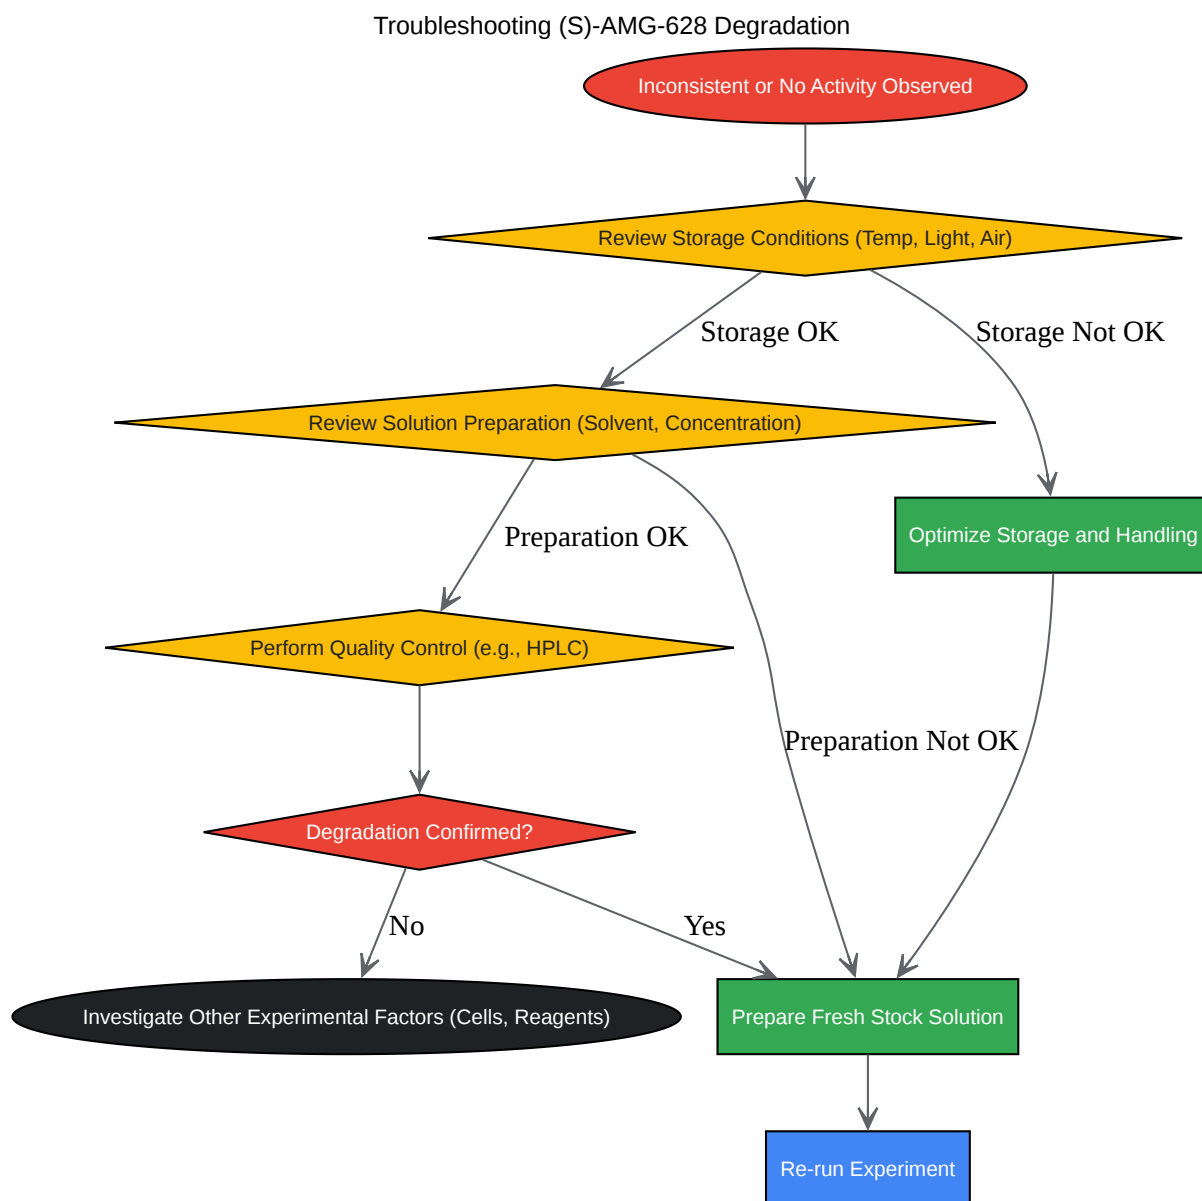 Troubleshooting (S)-AMG-628 Degradation
Inconsistent or No Activity Observed
Review Storage Conditions (Temp, Light, Air)
Storage OK
Storage Not OK
Review Solution Preparation (Solvent, Concentration)
Optimize Storage and Handling
Preparation OK
Perform Quality Control (e.g., HPLC)
Preparation Not OK
Degradation Confirmed?
No
Yes
Investigate Other Experimental Factors (Cells, Reagents)
Prepare Fresh Stock Solution
Re-run Experiment